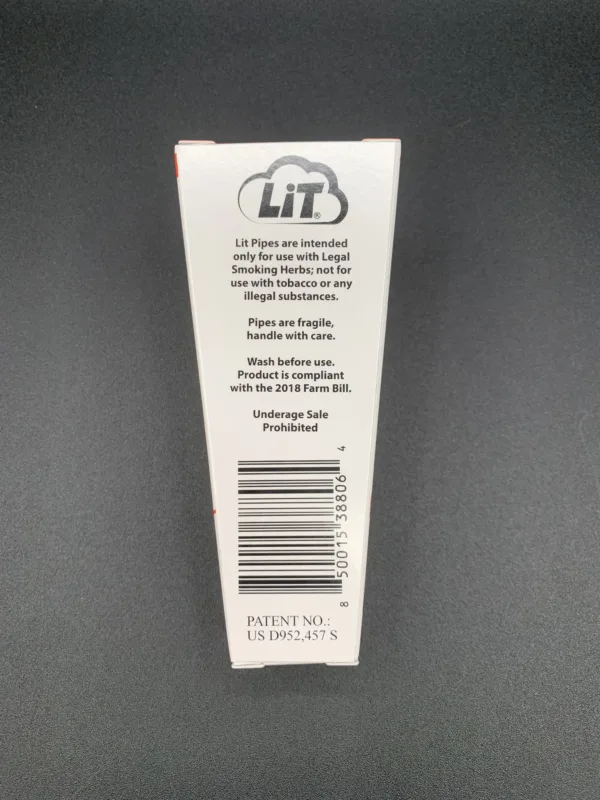 LiT®
Lit Pipes are intended
only for use with Legal
Smoking Herbs; not for
use with tobacco or any
illegal substances.
Pipes are fragile,
handle with care.
Wash before use.
Product is compliant
with the 2018 Farm Bill.
Underage Sale
Prohibited
8 50015 38806 4
PATENT NO.:
US D952,457 S